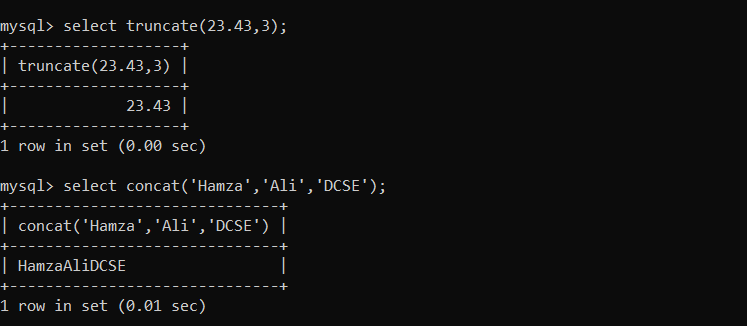 mysql> select truncate(23.43,3);
+-------------------+
| truncate(23.43,3) |
+-------------------+
|             23.43 |
+-------------------+
1 row in set (0.00 sec)
mysql> select concat('Hamza','Ali','DCSE');
+------------------------------+
| concat('Hamza','Ali','DCSE') |
+------------------------------+
| HamzaAliDCSE                 |
+------------------------------+
1 row in set (0.01 sec)